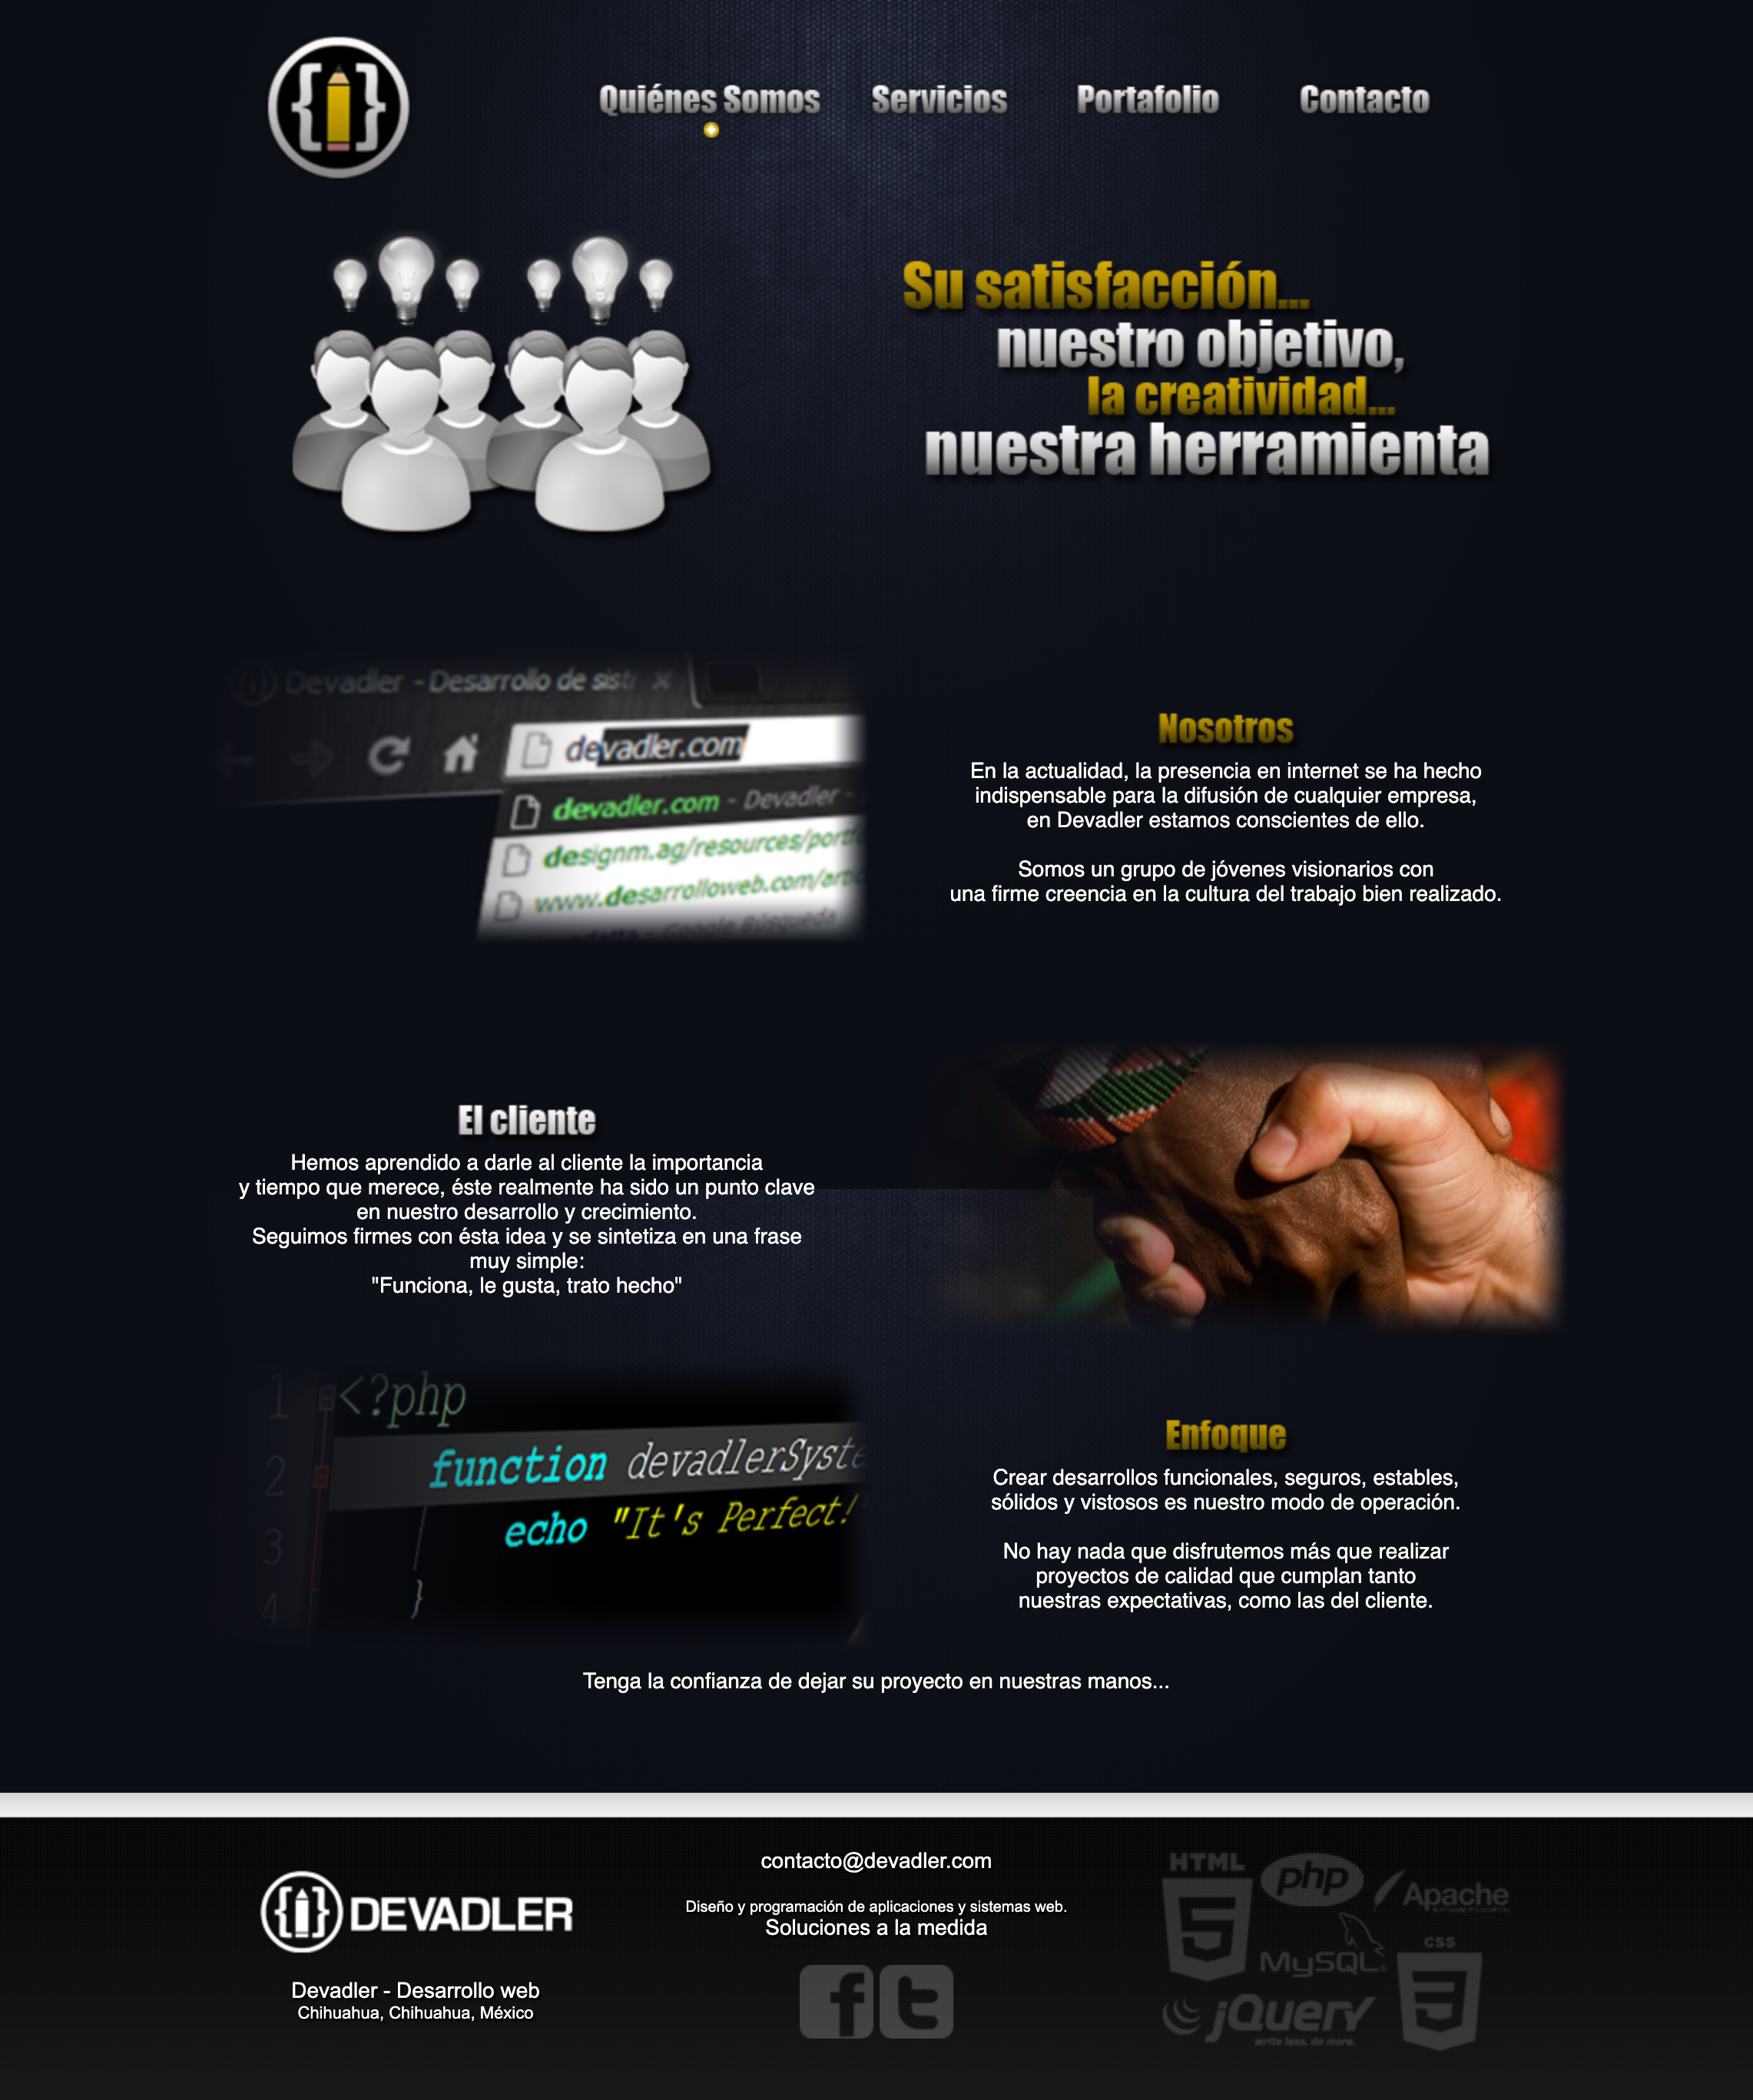 Quiénes Somos Servicios Portafolio Contacto
Su satisfacción...
nuestro objetivo,
la creatividad...
nuestra herramienta
Devadler - Desarrollo de
devadler.com
devadler.com - Devadler -
designm.ag/resources/
www.desarrolloweb.com/
Google Búsqueda
Nosotros
En la actualidad, la presencia en internet se ha hecho
indispensable para la difusión de cualquier empresa,
en Devadler estamos conscientes de ello.
Somos un grupo de jóvenes visionarios con
una firme creencia en la cultura del trabajo bien realizado.
El cliente
Hemos aprendido a darle al cliente la importancia
y tiempo que merece, éste realmente ha sido un punto clave
en nuestro desarrollo y crecimiento.
Seguimos firmes con ésta idea y se sintetiza en una frase
muy simple:
"Funciona, le gusta, trato hecho"
1 <?php
2 function devadlerSyste
3 echo "It's Perfect!
4 }
Enfoque
Crear desarrollos funcionales, seguros, estables,
sólidos y vistosos es nuestro modo de operación.
No hay nada que disfrutemos más que realizar
proyectos de calidad que cumplan tanto
nuestras expectativas, como las del cliente.
Tenga la confianza de dejar su proyecto en nuestras manos...
DEVADLER
Devadler - Desarrollo web
Chihuahua, Chihuahua, México
contacto@devadler.com
Diseño y programación de aplicaciones y sistemas web.
Soluciones a la medida
HTML
5
php
Apache
MySQL
CSS
3
jQuery
write less, do more.